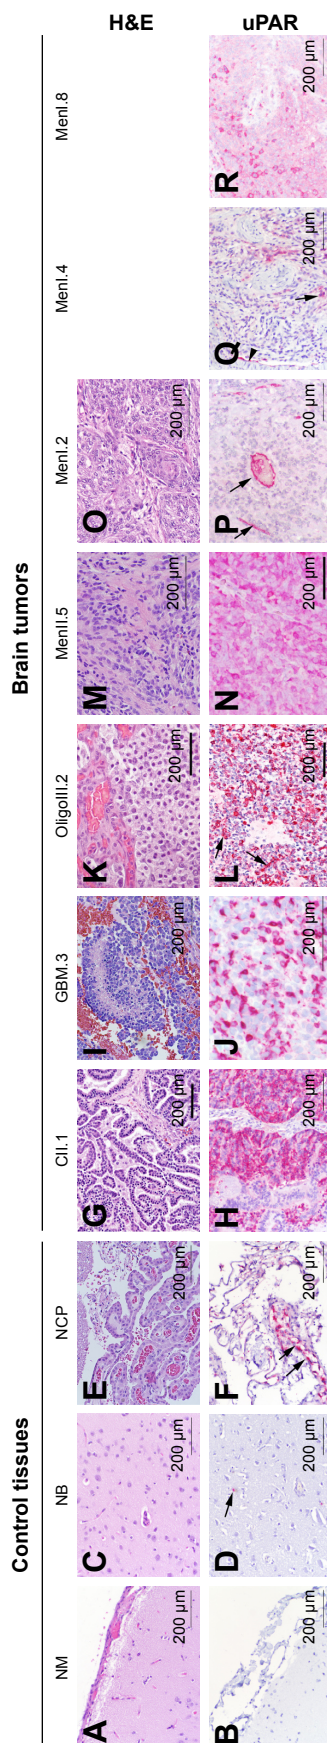 Control tissues
Brain tumors
NM
NB
NCP
CII.1
GBM.3
OligoIII.2
MenII.5
MenI.2
MenI.4
MenI.8
H&E
A
200 µm
C
200 µm
E
200 µm
G
200 µm
I
200 µm
K
200 µm
M
200 µm
O
200 µm
uPAR
B
200 µm
D
200 µm
F
200 µm
H
200 µm
J
200 µm
L
200 µm
N
200 µm
P
200 µm
Q
200 µm
R
200 µm